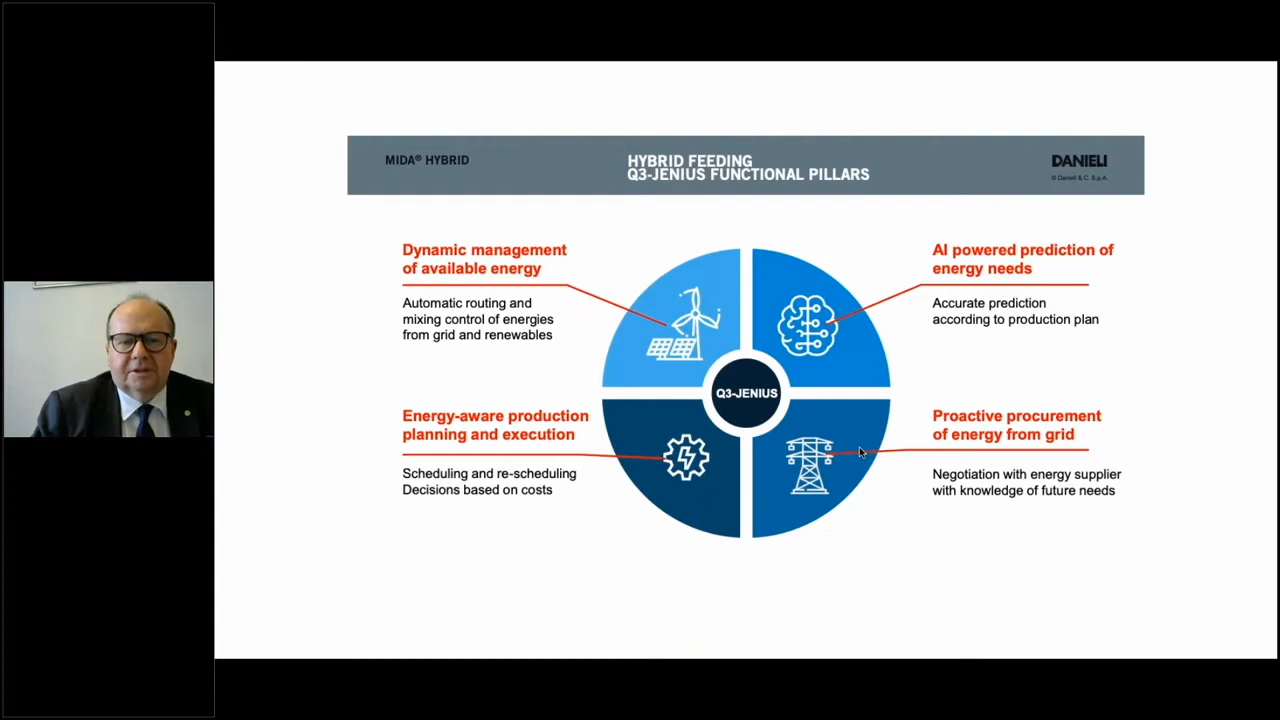 MIDA® HYBRID
HYBRID FEEDING
Q3-JENIUS FUNCTIONAL PILLARS
DANIELI
© Danieli & C. S.p.A.
Dynamic management
of available energy
Automatic routing and
mixing control of energies
from grid and renewables
AI powered prediction of
energy needs
Accurate prediction
according to production plan
Q3-JENIUS
Energy-aware production
planning and execution
Scheduling and re-scheduling
Decisions based on costs
Proactive procurement
of energy from grid
Negotiation with energy supplier
with knowledge of future needs